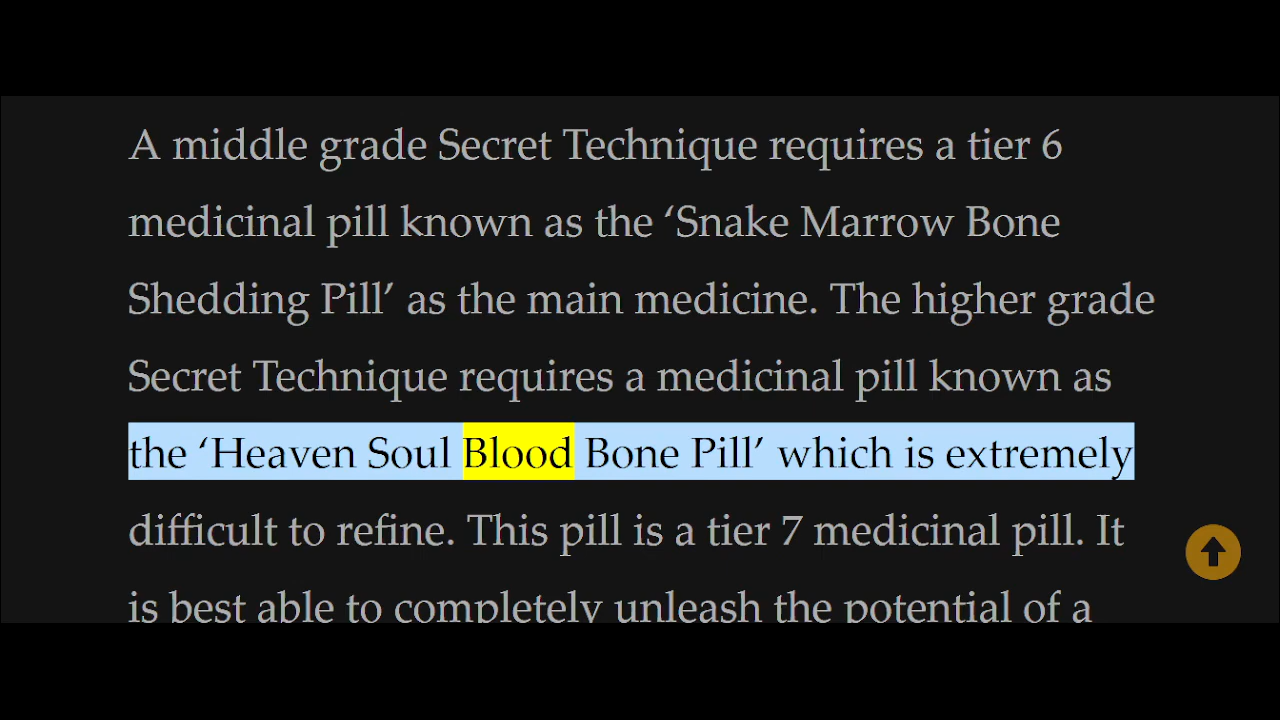 A middle grade Secret Technique requires a tier 6
medicinal pill known as the ‘Snake Marrow Bone
Shedding Pill’ as the main medicine. The higher grade
Secret Technique requires a medicinal pill known as
the ‘Heaven Soul Blood Bone Pill’ which is extremely
difficult to refine. This pill is a tier 7 medicinal pill. It
is best able to completely unleash the potential of a